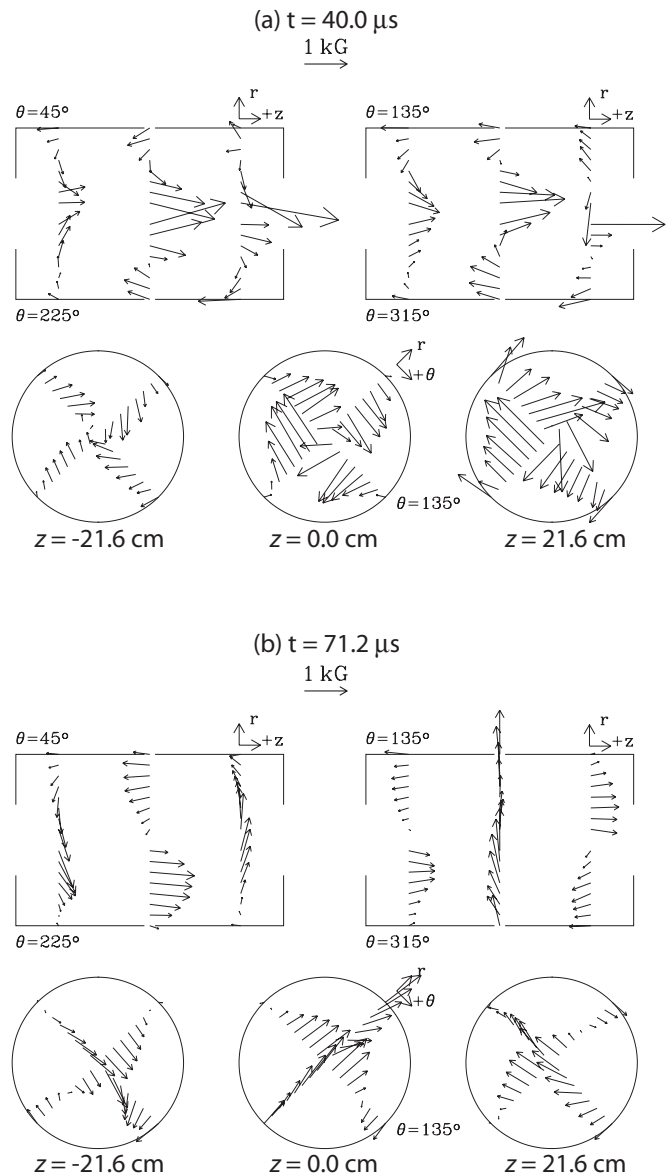 (a) t = 40.0 μs
1 kG
θ=45° r +z θ=135° r +z
θ=225° θ=315°
r
+θ
θ=135°
z = -21.6 cm z = 0.0 cm z = 21.6 cm
(b) t = 71.2 μs
1 kG
θ=45° r +z θ=135° r +z
θ=225° θ=315°
r
+θ
θ=135°
z = -21.6 cm z = 0.0 cm z = 21.6 cm